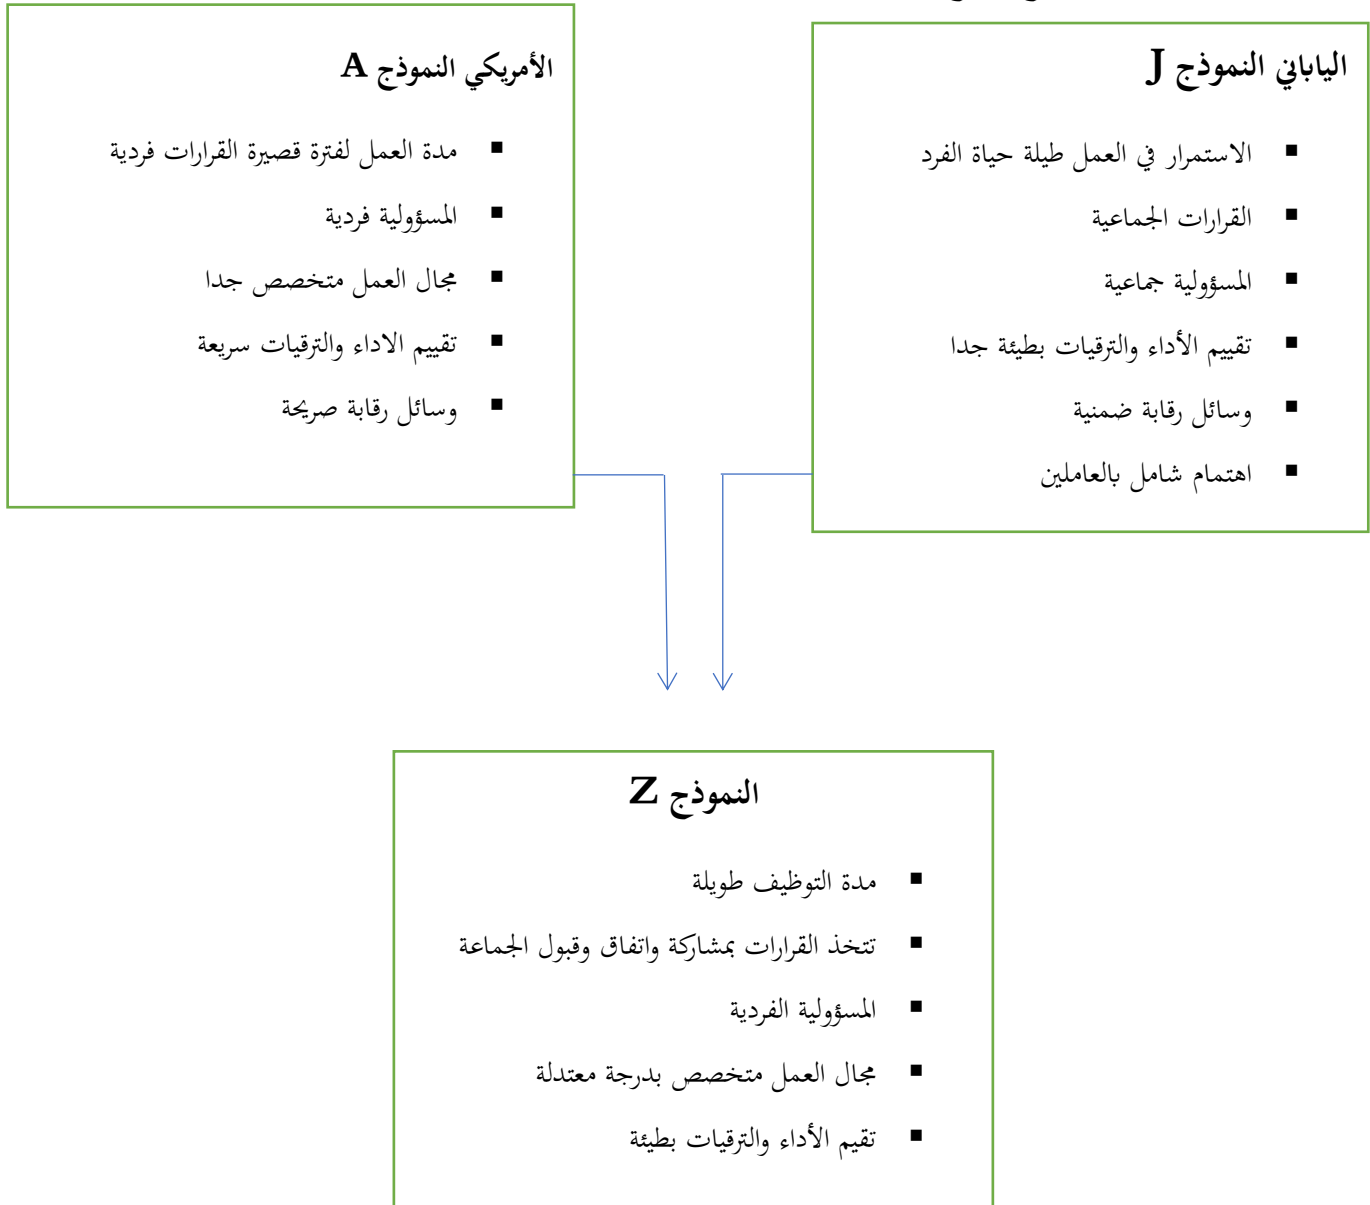 الياباني النموذج J
▪ الاستمرار في العمل طيلة حياة الفرد
▪ القرارات الجماعية
▪ المسؤولية جماعية
▪ تقييم الأداء والترقيات بطيئة جدا
▪ وسائل رقابة ضمنية
▪ اهتمام شامل بالعاملين
الأمريكي النموذج A
▪ مدة العمل لفترة قصيرة القرارات فردية
▪ المسؤولية فردية
▪ مجال العمل متخصص جدا
▪ تقييم الاداء والترقيات سريعة
▪ وسائل رقابة صريحة
النموذج Z
▪ مدة التوظيف طويلة
▪ تتخذ القرارات بمشاركة واتفاق وقبول الجماعة
▪ المسؤولية الفردية
▪ مجال العمل متخصص بدرجة معتدلة
▪ تقيم الأداء والترقيات بطيئة